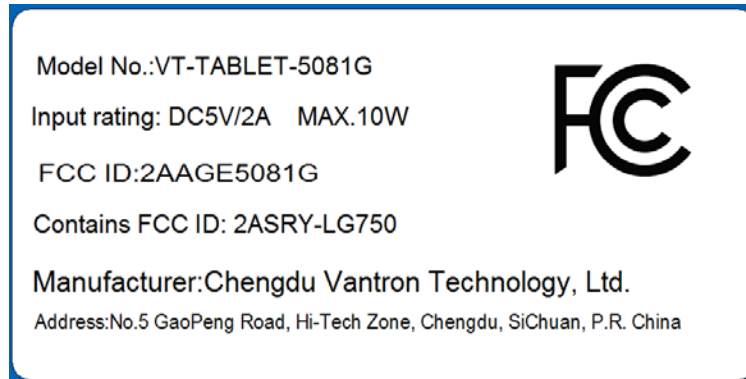 Model No.:VT-TABLET-5081G
Input rating: DC5V/2A MAX.10W
FCC ID:2AAGE5081G
Contains FCC ID: 2ASRY-LG750
Manufacturer:Chengdu Vantron Technology, Ltd.
Address:No.5 GaoPeng Road, Hi-Tech Zone, Chengdu, SiChuan, P.R. China
FCC